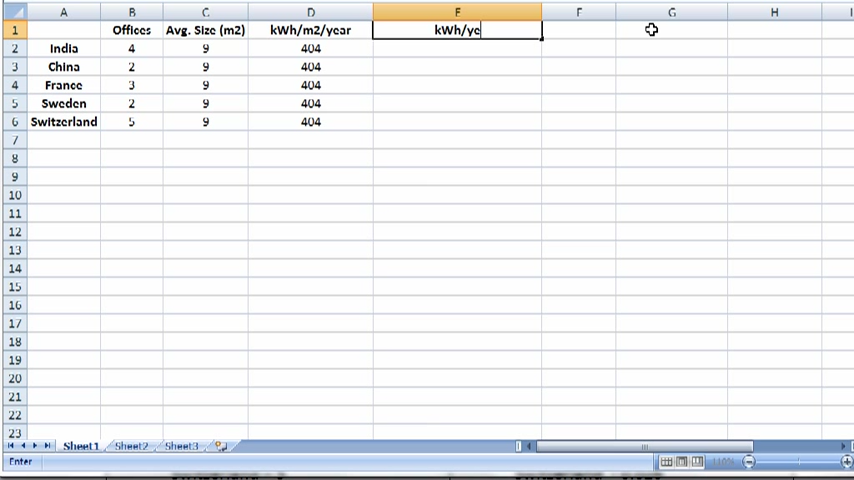 A B C D E F G H
1 Offices Avg. Size (m2) kWh/m2/year kWh/ye
2 India 4 9 404
3 China 2 9 404
4 France 3 9 404
5 Sweden 2 9 404
6 Switzerland 5 9 404
7
8
9
10
11
12
13
14
15
16
17
18
19
20
21
22
23
Sheet1 Sheet2 Sheet3
Enter 110%